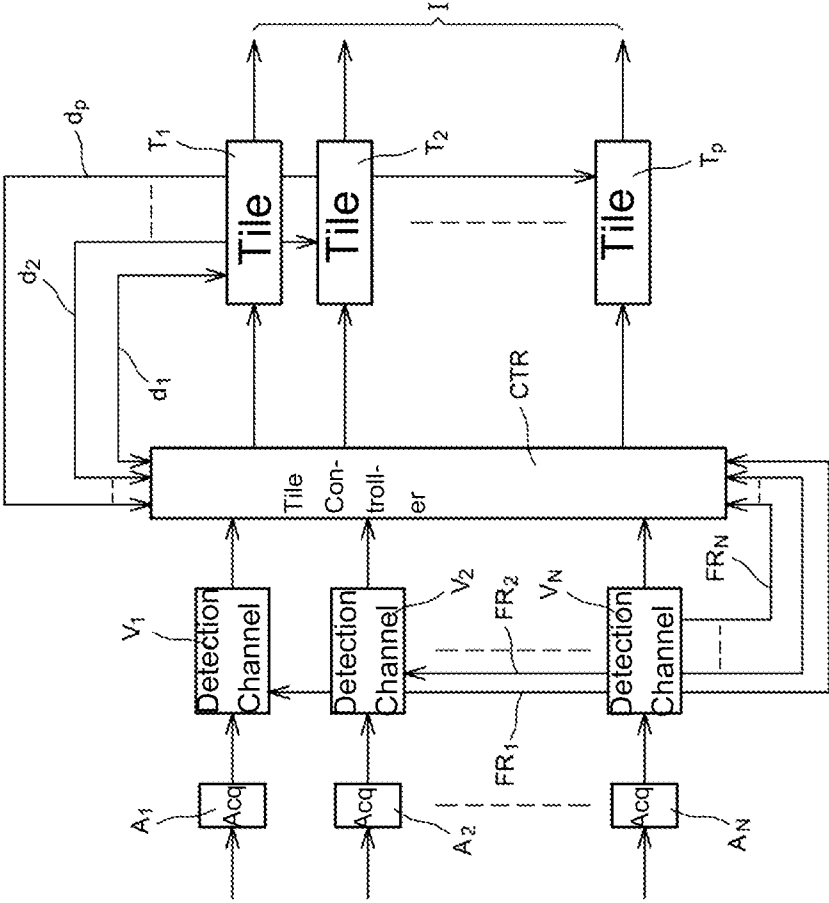 I
dp
T1
Tile
T2
Tile
Tp
Tile
d2
d1
CTR
Tile
Con-
troll-
er
V1
Detection
Channel
V2
Detection
Channel
FR2
VN
Detection
Channel
FRN
FR1
A1
Acq
A2
Acq
AN
Acq